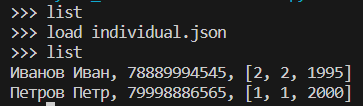 >>> list
>>> load individual.json
>>> list
Иванов Иван, 78889994545, [2, 2, 1995]
Петров Петр, 79998886565, [1, 1, 2000]